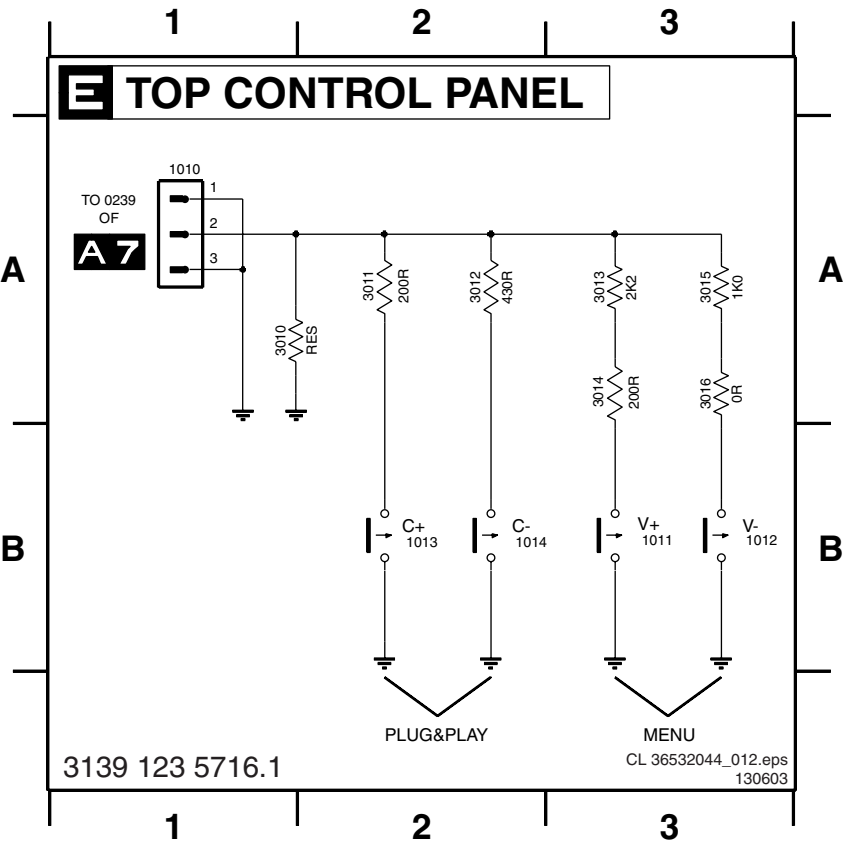 1 2 3
E TOP CONTROL PANEL
1010
TO 0239
OF
A 7
1
2
3
A A
3011
200R
3012
430R
3013
2K2
3015
1K0
3010
RES
3014
200R
3016
0R
C+
1013
C-
1014
V+
1011
V-
1012
B B
PLUG&PLAY MENU
3139 123 5716.1
CL 36532044_012.eps
130603
1 2 3